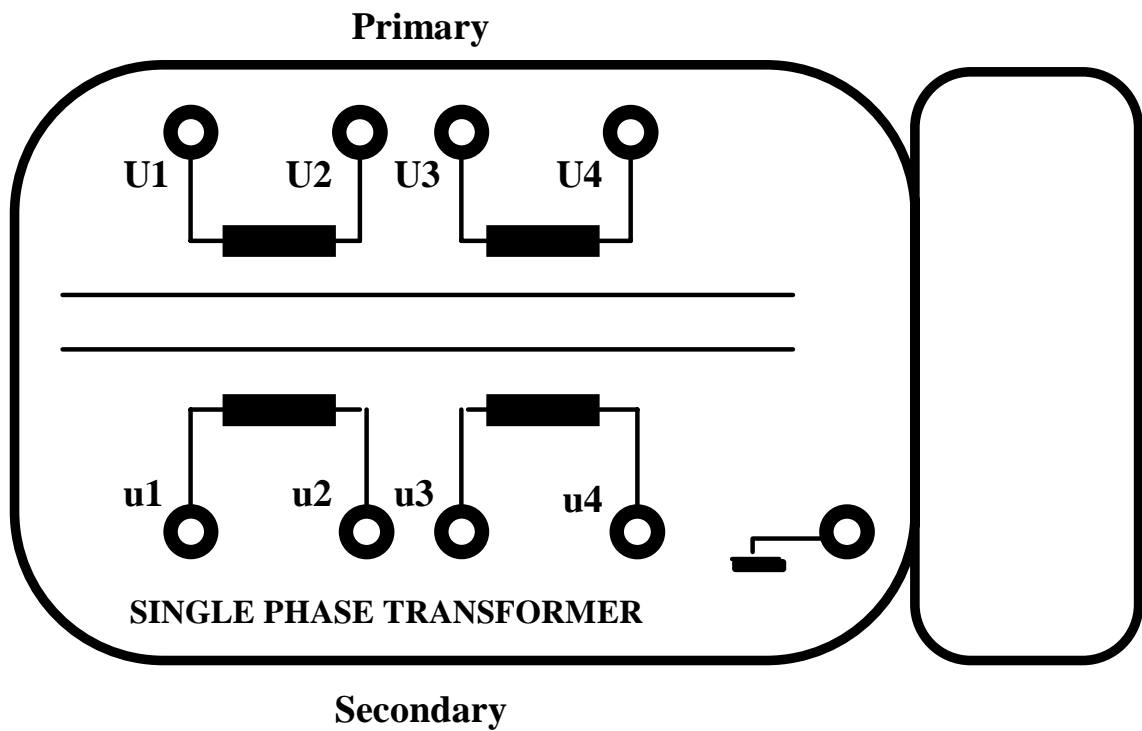 Primary
U1 U2 U3 U4
u1 u2 u3 u4
SINGLE PHASE TRANSFORMER
Secondary